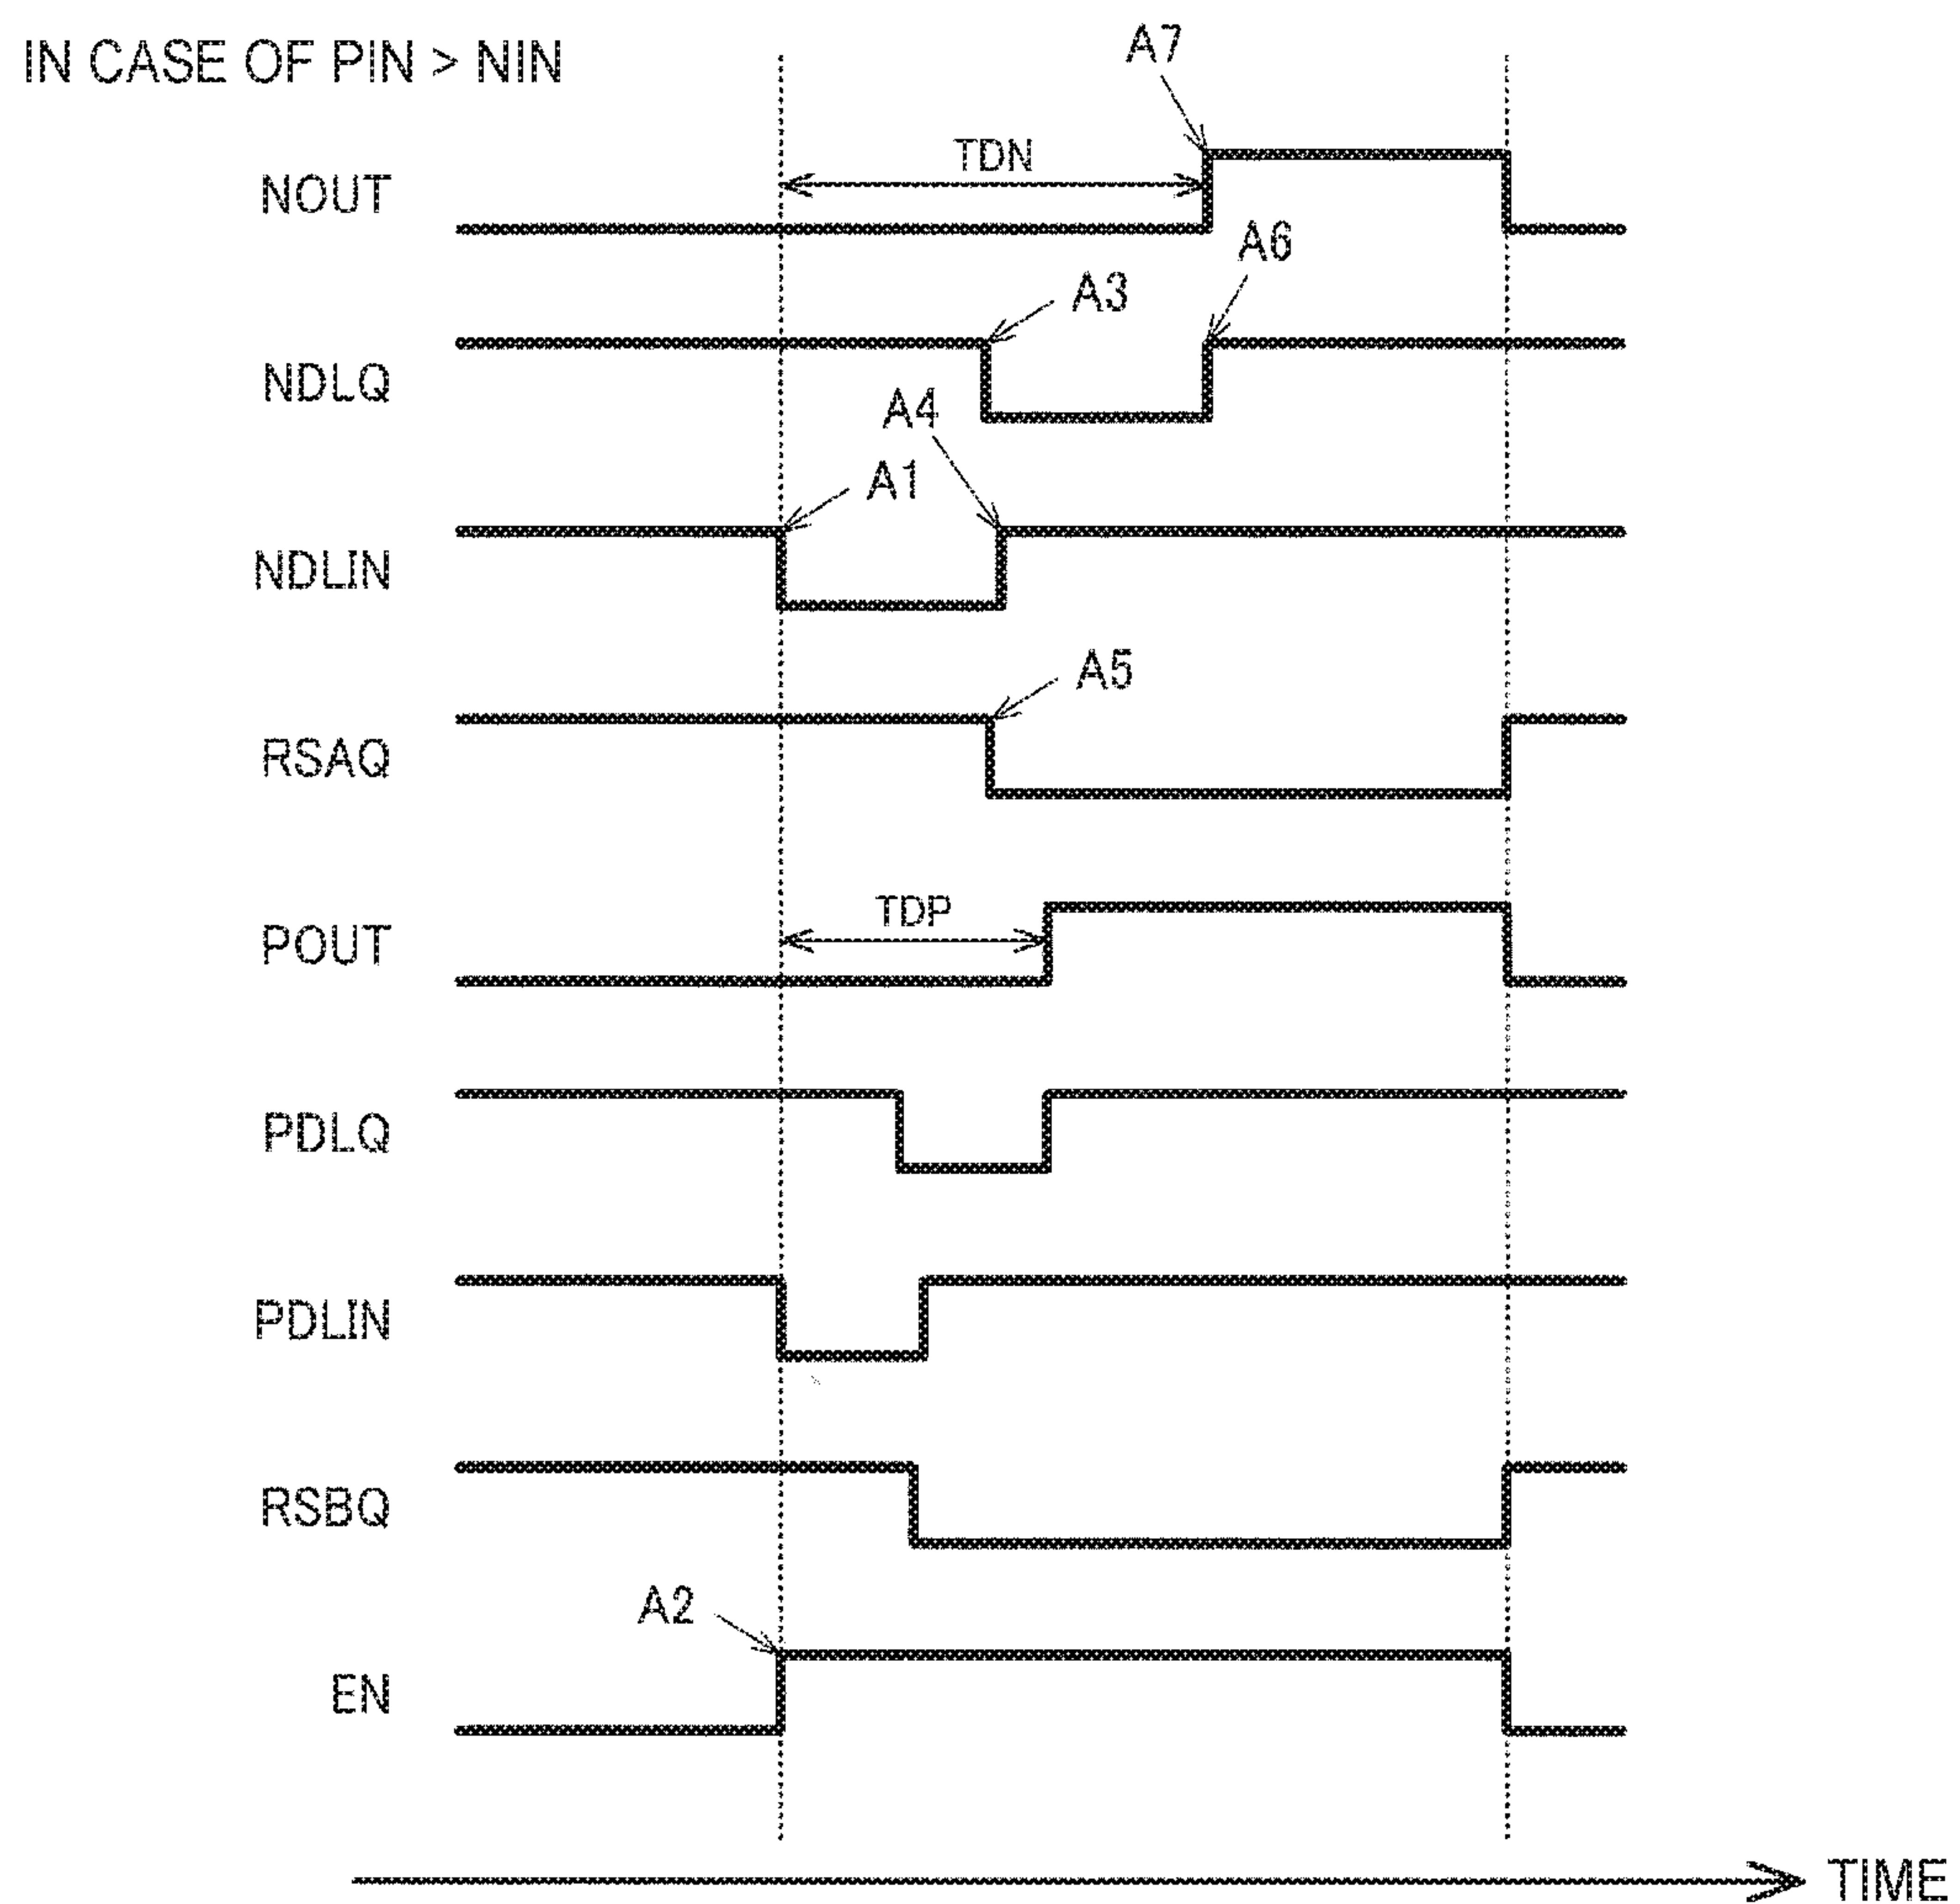 IN CASE OF PIN > NIN
A7
TDN
NOUT
A6
A3
NDLQ
A4
A1
NDLIN
A5
RSAQ
TDP
POUT
PDLQ
PDLIN
RSBQ
A2
EN
TIME